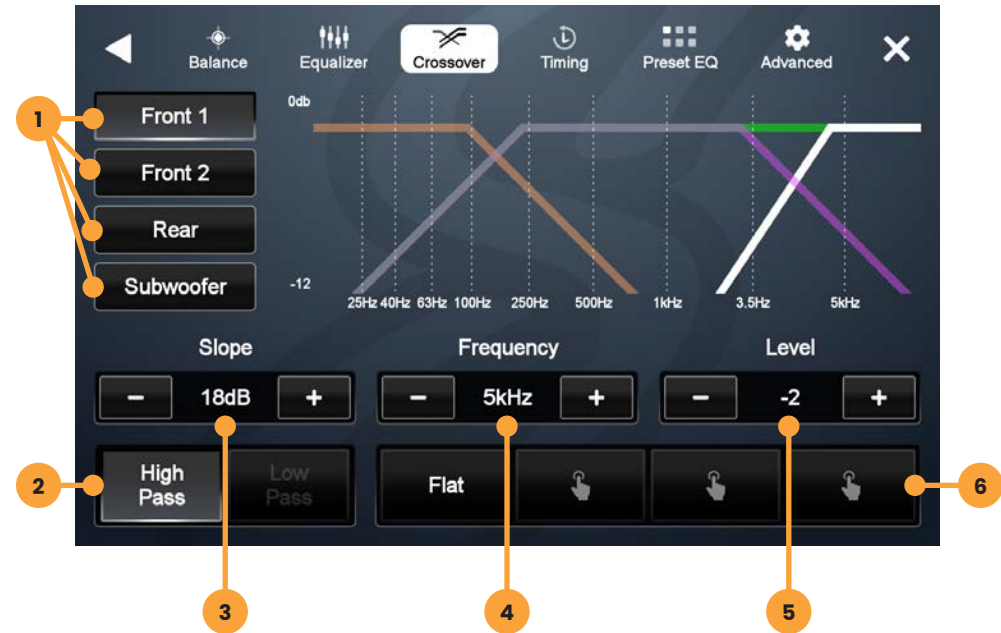 Balance
Equalizer
Crossover
Timing
Preset EQ
Advanced
1
Front 1
Front 2
Rear
Subwoofer
0db
-12
25Hz 40Hz 63Hz 100Hz 250Hz 500Hz 1kHz 3.5Hz 5kHz
Slope
Frequency
Level
– 18dB +
– 5kHz +
– -2 +
2
High
Pass
Low
Pass
Flat
6
3
4
5